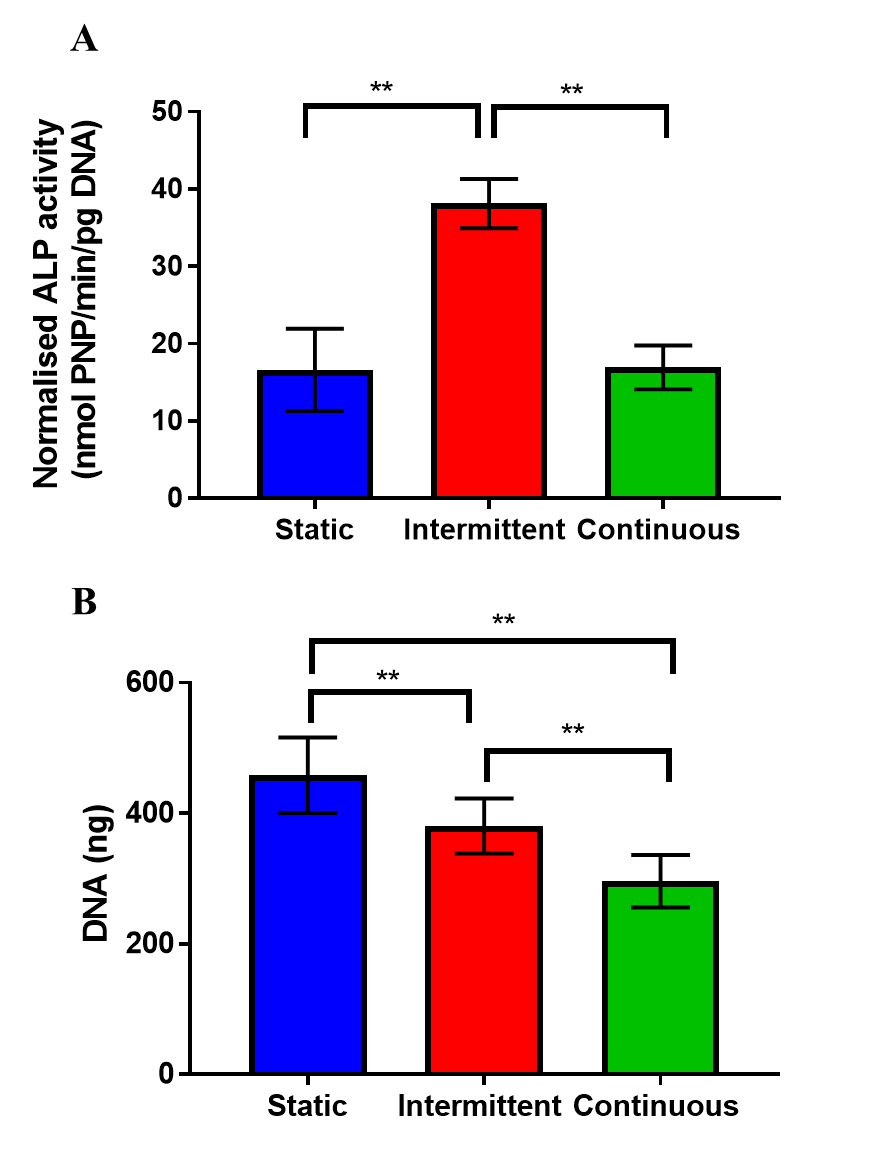 A
** **
50
40
30
20
10
0
Normalised ALP activity
(nmol PNP/min/pg DNA)
Static Intermittent Continuous
B
**
**
**
600
400
200
0
DNA (ng)
Static Intermittent Continuous